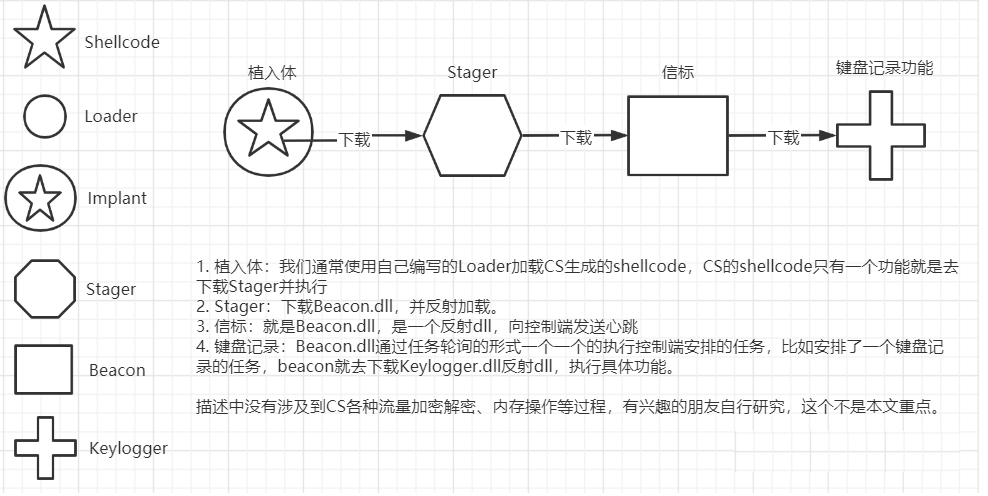 Shellcode
Loader
Implant
Stager
Beacon
Keylogger
植入体
Stager
信标
键盘记录功能
下载
下载
下载
1. 植入体：我们通常使用自己编写的Loader加载CS生成的shellcode，CS的shellcode只有一个功能就是去
下载Stager并执行
2. Stager：下载Beacon.dll，并反射加载。
3. 信标：就是Beacon.dll，是一个反射dll，向控制端发送心跳
4. 键盘记录：Beacon.dll通过任务轮询的形式一个一个的执行控制端安排的任务，比如安排了一个键盘记
录的任务，beacon就去下载Keylogger.dll反射dll，执行具体功能。
描述中没有涉及到CS各种流量加密解密、内存操作等过程，有兴趣的朋友自行研究，这个不是本文重点。